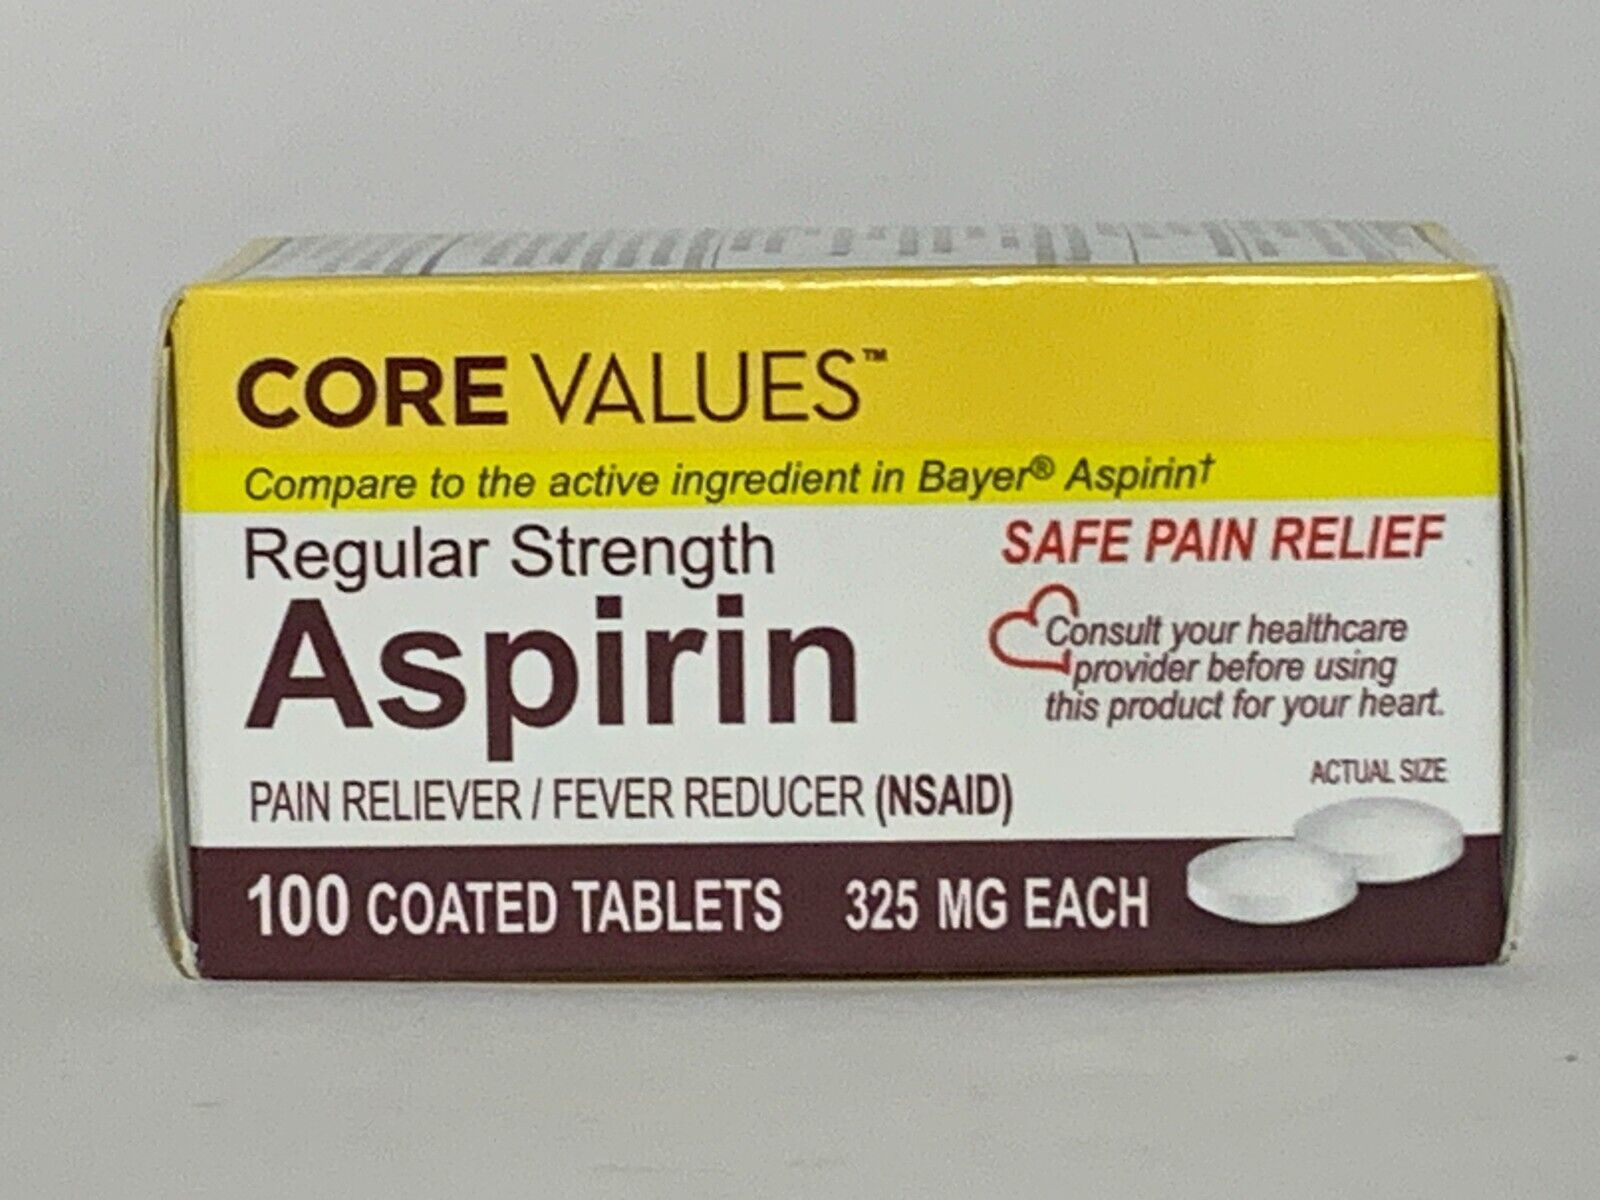 CORE VALUES™
Compare to the active ingredient in Bayer® Aspirin†
Regular Strength
Aspirin
PAIN RELIEVER / FEVER REDUCER (NSAID)
SAFE PAIN RELIEF
Consult your healthcare
provider before using
this product for your heart.
ACTUAL SIZE
100 COATED TABLETS 325 MG EACH